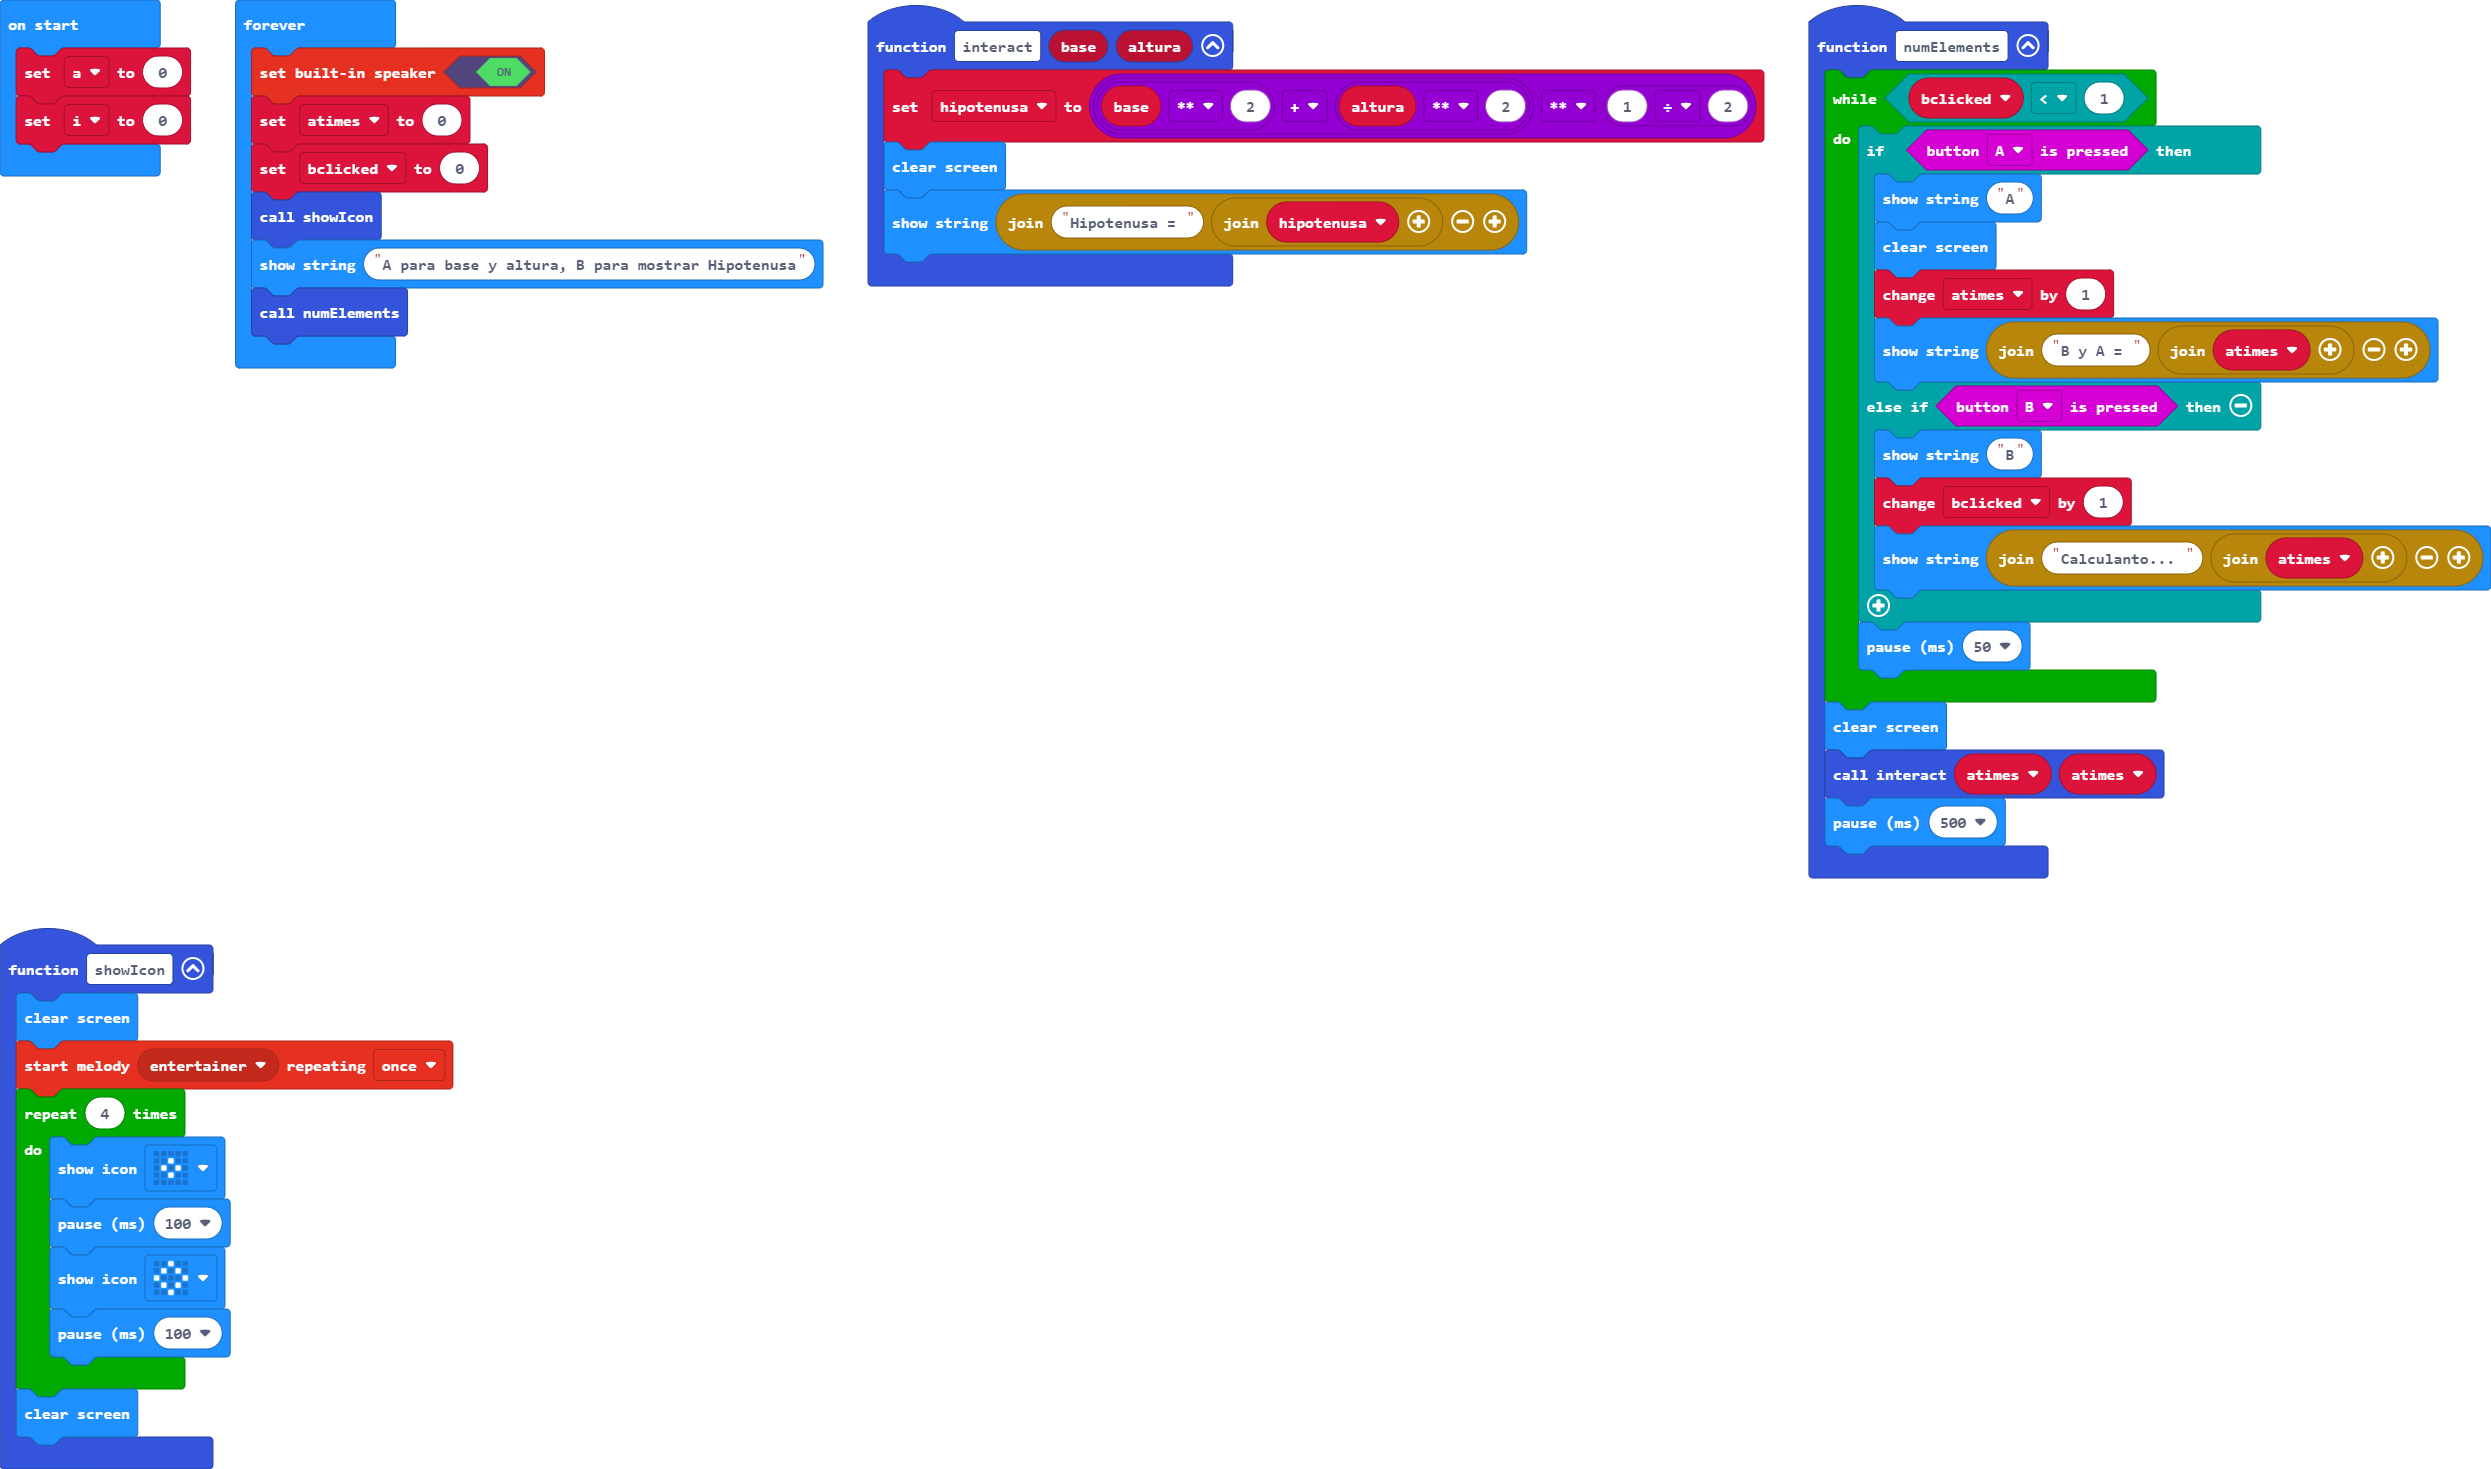 on start
set a to 0
set i to 0
forever
set built-in speaker ON
set atimes to 0
set bclicked to 0
call showIcon
show string "A para base y altura, B para mostrar Hipotenusa"
call numElements
function interact base altura
set hipotenusa to base ** 2 + altura ** 2 ** 1 ÷ 2
clear screen
show string join "Hipotenusa = " join hipotenusa
function numElements
while bclicked < 1
do
if button A is pressed then
show string "A"
clear screen
change atimes by 1
show string join "B y A = " join atimes
else if button B is pressed then
show string "B"
change bclicked by 1
show string join "Calculanto... " join atimes
pause (ms) 50
clear screen
call interact atimes atimes
pause (ms) 500
function showIcon
clear screen
start melody entertainer repeating once
repeat 4 times
do
show icon
pause (ms) 100
show icon
pause (ms) 100
clear screen